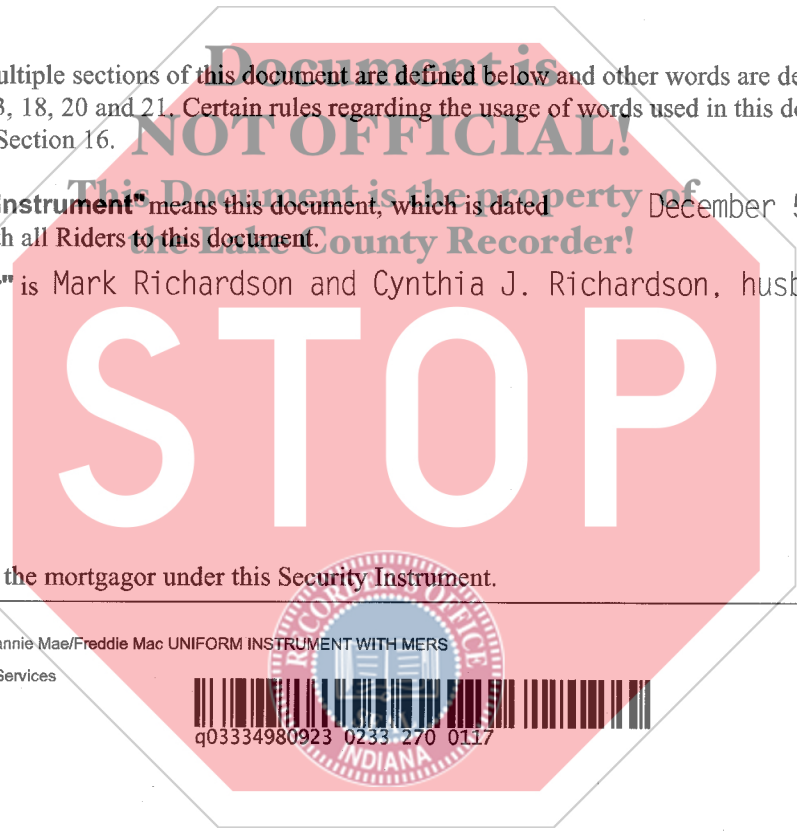 Document is
ultiple sections of this document are defined below and other words are de
3, 18, 20 and 21. Certain rules regarding the usage of words used in this do
NOT OFFICIAL!
Section 16.
This Document is the property of
Instrument" means this document, which is dated December 5
the Lake County Recorder!
h all Riders to this document.
" is Mark Richardson and Cynthia J. Richardson, husb
STOP
the mortgagor under this Security Instrument.
annie Mae/Freddie Mac UNIFORM INSTRUMENT WITH MERS
Services
RECORDER'S OFFICE
q03334980923 0233 270 0117
INDIANA